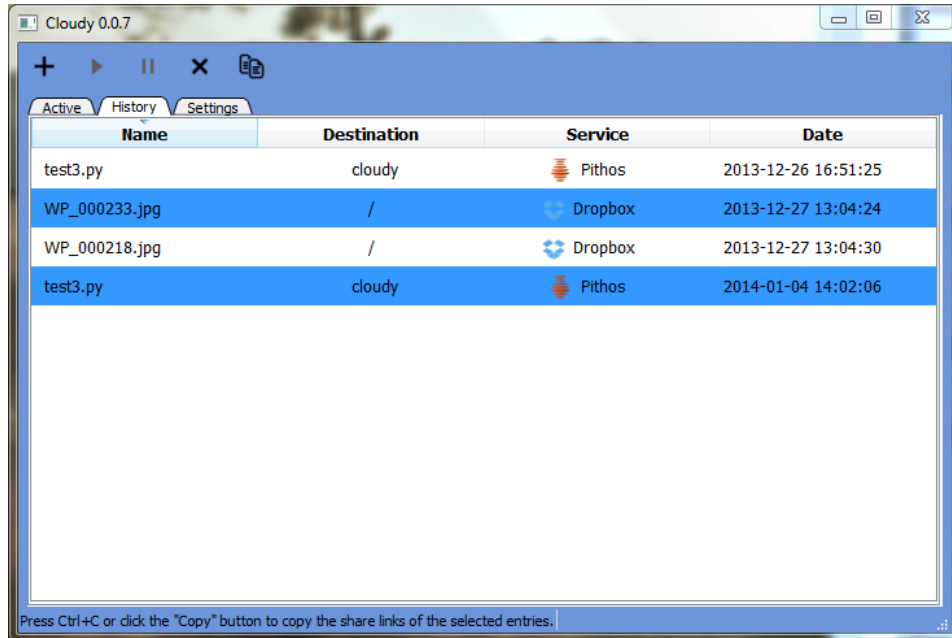 Cloudy 0.0.7
Active History Settings
Name Destination Service Date
test3.py cloudy Pithos 2013-12-26 16:51:25
WP_000233.jpg / Dropbox 2013-12-27 13:04:24
WP_000218.jpg / Dropbox 2013-12-27 13:04:30
test3.py cloudy Pithos 2014-01-04 14:02:06
Press Ctrl+C or click the "Copy" button to copy the share links of the selected entries.